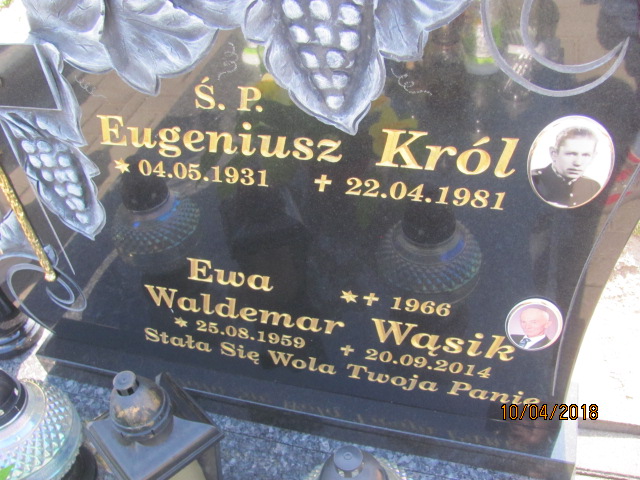 Ś. P.
Eugeniusz Król
* 04.05.1931 + 22.04.1981
Ewa *+ 1966
Waldemar Wąsik
* 25.08.1959 + 20.09.2014
Stała Się Wola Twoja Panie
10/04/2018